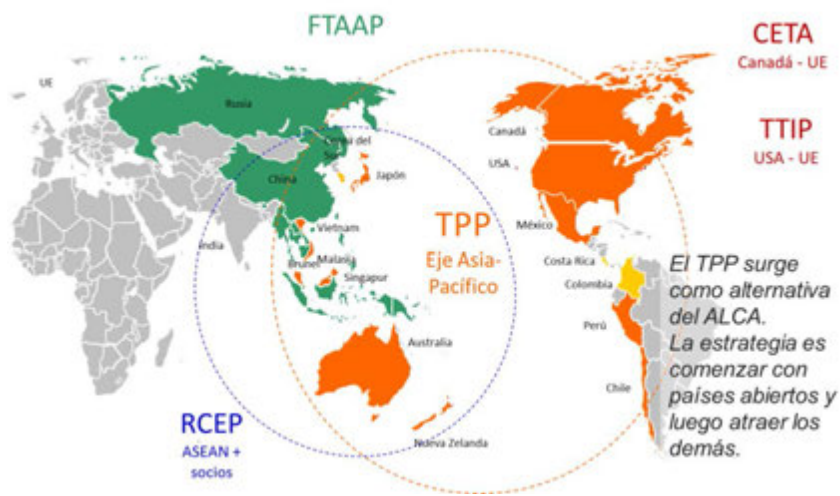 FTAAP
CETA
Canadá - UE
TTIP
USA - UE
UE
Rusia
Corea del
Sur
China
Japón
India
Vietnam
Malasia
Brunei
Singapur
Australia
Nueva Zelanda
TPP
Eje Asia-
Pacífico
RCEP
ASEAN +
socios
Canadá
USA
México
Costa Rica
Colombia
Perú
Chile
El TPP surge
como alternativa
del ALCA.
La estrategia es
comenzar con
países abiertos y
luego atraer los
demás.